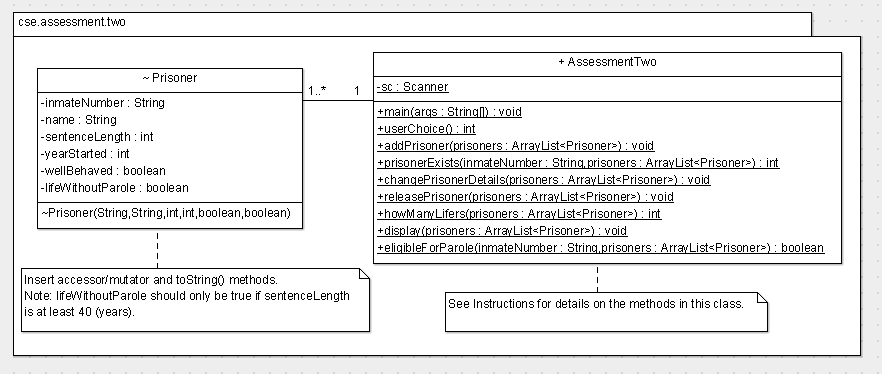 cse.assessment.two
~ Prisoner
-inmateNumber : String
-name : String
-sentenceLength : int
-yearStarted : int
-wellBehaved : boolean
-lifeWithoutParole : boolean
~Prisoner(String,String,int,int,boolean,boolean)
1..*
1
+ AssessmentTwo
-sc : Scanner
+main(args : String[]) : void
+userChoice() : int
+addPrisoner(prisoners : ArrayList<Prisoner>) : void
+prisonerExists(inmateNumber : String,prisoners : ArrayList<Prisoner>) : int
+changePrisonerDetails(prisoners : ArrayList<Prisoner>) : void
+releasePrisoner(prisoners : ArrayList<Prisoner>) : void
+howManyLifers(prisoners : ArrayList<Prisoner>) : int
+display(prisoners : ArrayList<Prisoner>) : void
+eligibleForParole(inmateNumber : String,prisoners : ArrayList<Prisoner>) : boolean
Insert accessor/mutator and toString() methods.
Note: lifeWithoutParole should only be true if sentenceLength
is at least 40 (years).
See Instructions for details on the methods in this class.